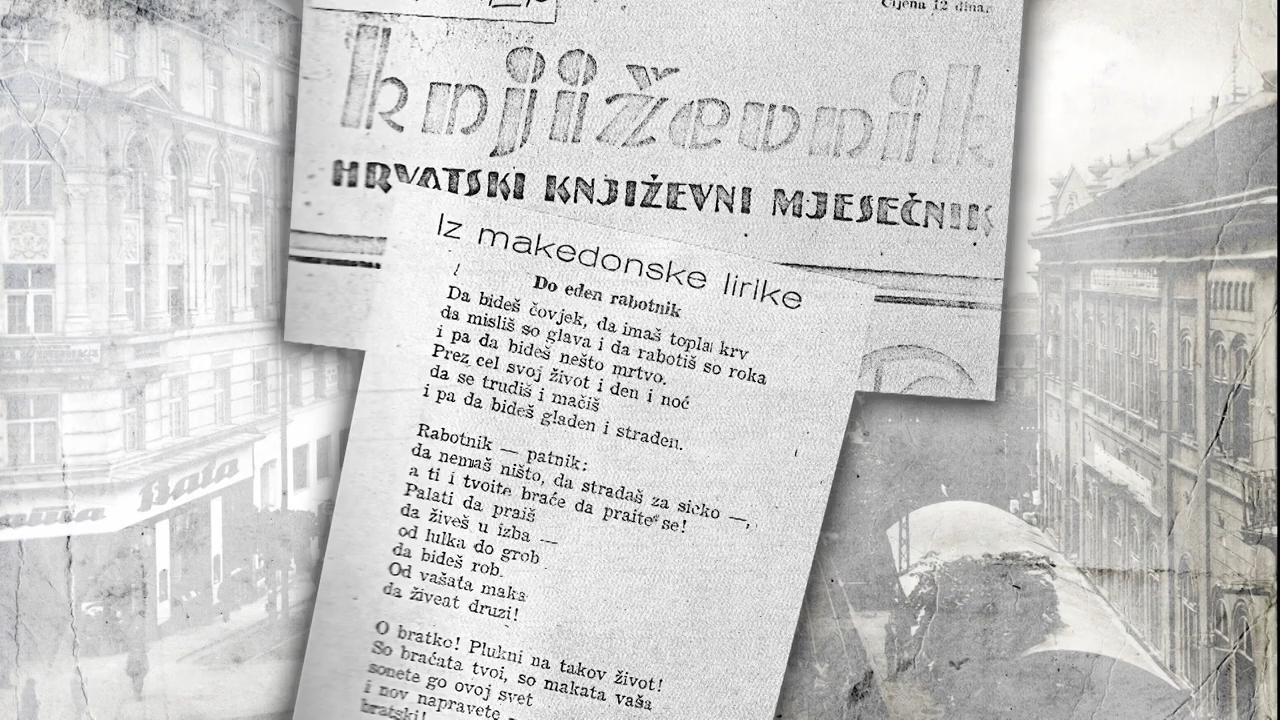 Cijena 12 dina.
književnik
HRVATSKI KNJIŽEVNI MJESEČNIK
Iz makedonske lirike
Do eden rabotnik
Da bideš čovjek, da imaš topla krv
da misliš so glava i da rabotiš so roka
i pa da bideš nešto mrtvo.
Prez cel svoj život i den i noć
da se trudiš i mačiš
i pa da bideš gladen i straden.
Rabotnik — patnik:
da nemaš ništo, da stradaš za sicko —,
a ti i tvoite braće da praite se!
Palati da praiš
da živeš u izba —
od lulka do grob
da bideš rob.
Od vašata maka
da živeat druzi!
O bratko! Plukni na takov život!
So braćata tvoi, so makata vaša
sonete go ovoj svet
i nov napravete —
bratski!
Bata